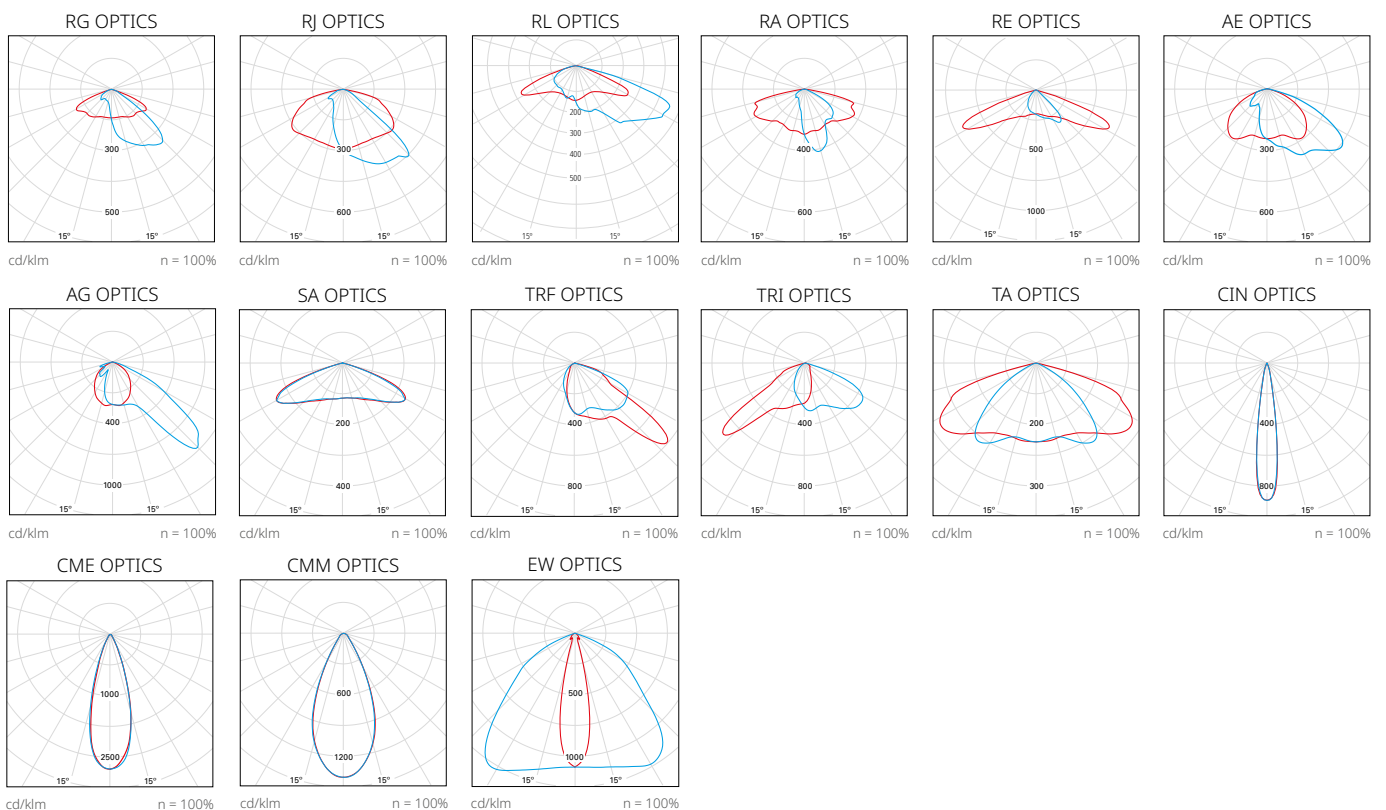 RG OPTICS
300
500
15° 15°
cd/klm n = 100%
RJ OPTICS
300
600
15° 15°
cd/klm n = 100%
RL OPTICS
200
300
400
500
15° 15°
cd/klm n = 100%
RA OPTICS
400
600
15° 15°
cd/klm n = 100%
RE OPTICS
500
1000
15° 15°
cd/klm n = 100%
AE OPTICS
300
600
15° 15°
cd/klm n = 100%
AG OPTICS
400
1000
15° 15°
cd/klm n = 100%
SA OPTICS
200
400
15° 15°
cd/klm n = 100%
TRF OPTICS
400
800
15° 15°
cd/klm n = 100%
TRI OPTICS
400
800
15° 15°
cd/klm n = 100%
TA OPTICS
200
300
15° 15°
cd/klm n = 100%
CIN OPTICS
400
800
15° 15°
cd/klm n = 100%
CME OPTICS
1000
2500
15° 15°
cd/klm n = 100%
CMM OPTICS
600
1200
15° 15°
cd/klm n = 100%
EW OPTICS
500
1000
15° 15°
cd/klm n = 100%